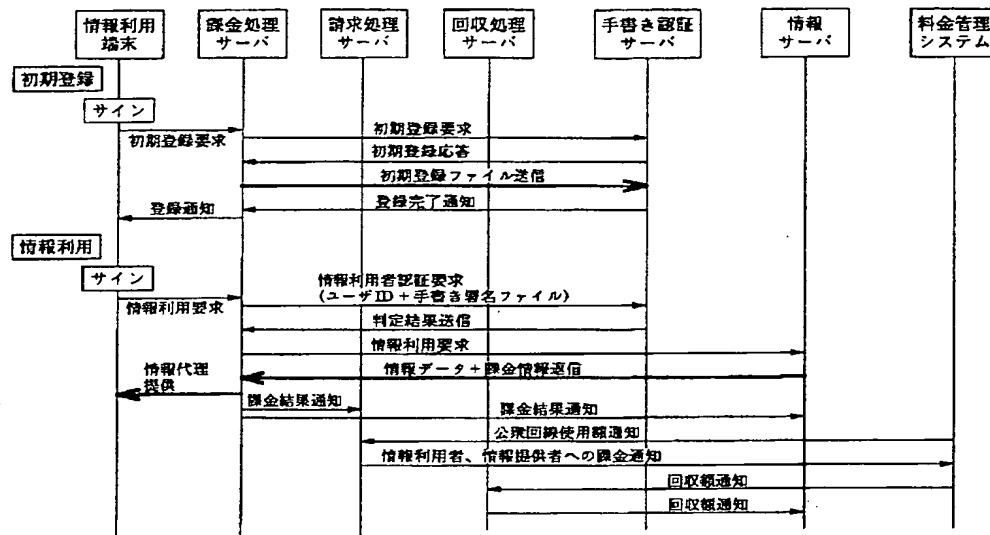 情報利用
端末
課金処理
サーバ
請求処理
サーバ
回収処理
サーバ
手書き認証
サーバ
情報
サーバ
料金管理
システム
初期登録
サイン
初期登録要求
初期登録要求
初期登録応答
初期登録ファイル送信
登録完了通知
登録通知
情報利用
サイン
情報利用要求
情報利用者認証要求
(ユーザID+手書き署名ファイル)
判定結果送信
情報利用要求
情報データ+課金情報返信
情報代理
提供
課金結果通知
課金結果通知
公衆回線使用額通知
情報利用者、情報提供者への課金通知
回収額通知
回収額通知